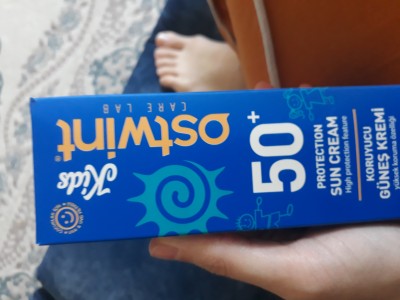 ostwint®
CARE LAB
Kids
50+
PROTECTION
SUN CREAM
High protection feature
KORUYUCU
GÜNEŞ KREMİ
yüksek koruma özelliği